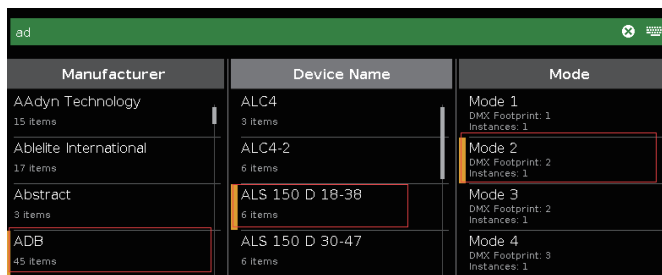 ad
Manufacturer
AAdyn Technology
15 items
Ablelite International
17 items
Abstract
3 items
ADB
45 items
Device Name
ALC4
3 items
ALC4-2
6 items
ALS 150 D 18-38
6 items
ALS 150 D 30-47
6 items
Mode
Mode 1
DMX Footprint: 1
Instances: 1
Mode 2
DMX Footprint: 2
Instances: 1
Mode 3
DMX Footprint: 2
Instances: 1
Mode 4
DMX Footprint: 3
Instances: 1